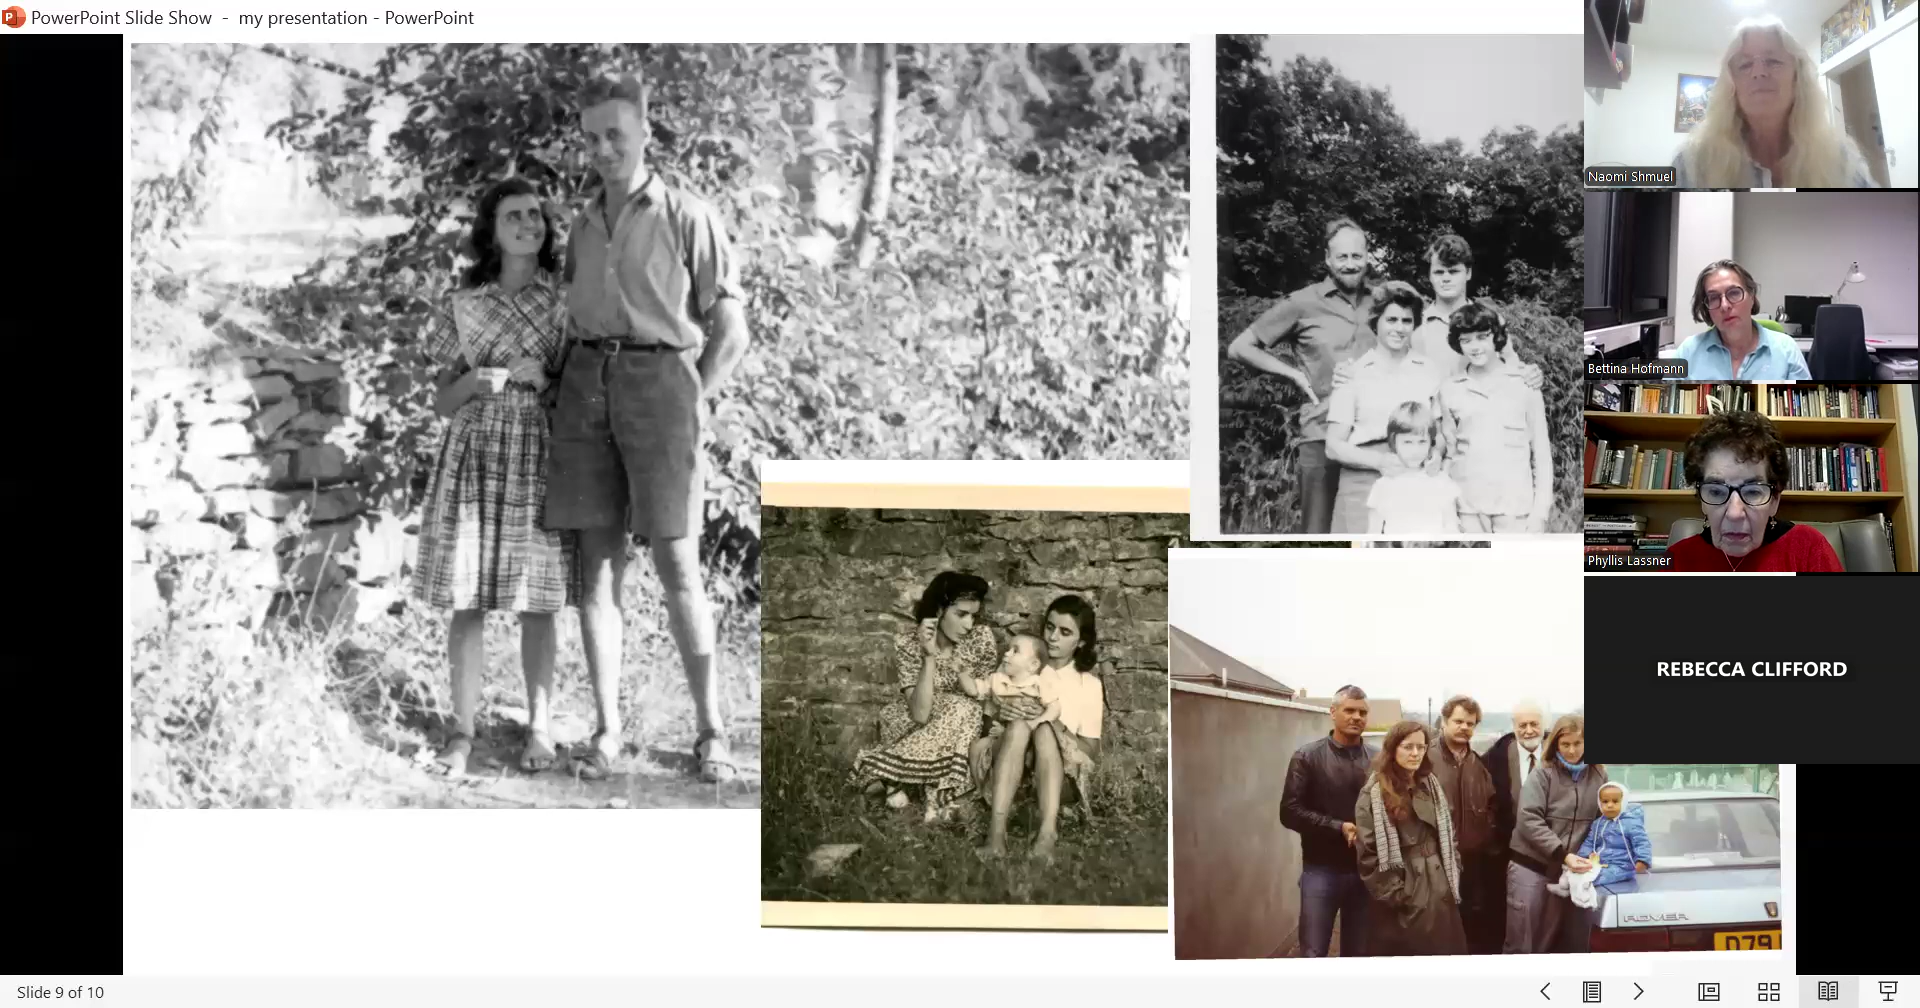 PowerPoint Slide Show - my presentation - PowerPoint
Naomi Shmuel
Bettina Hofmann
Phyllis Lassner
REBECCA CLIFFORD
ROVER
D79
Slide 9 of 10